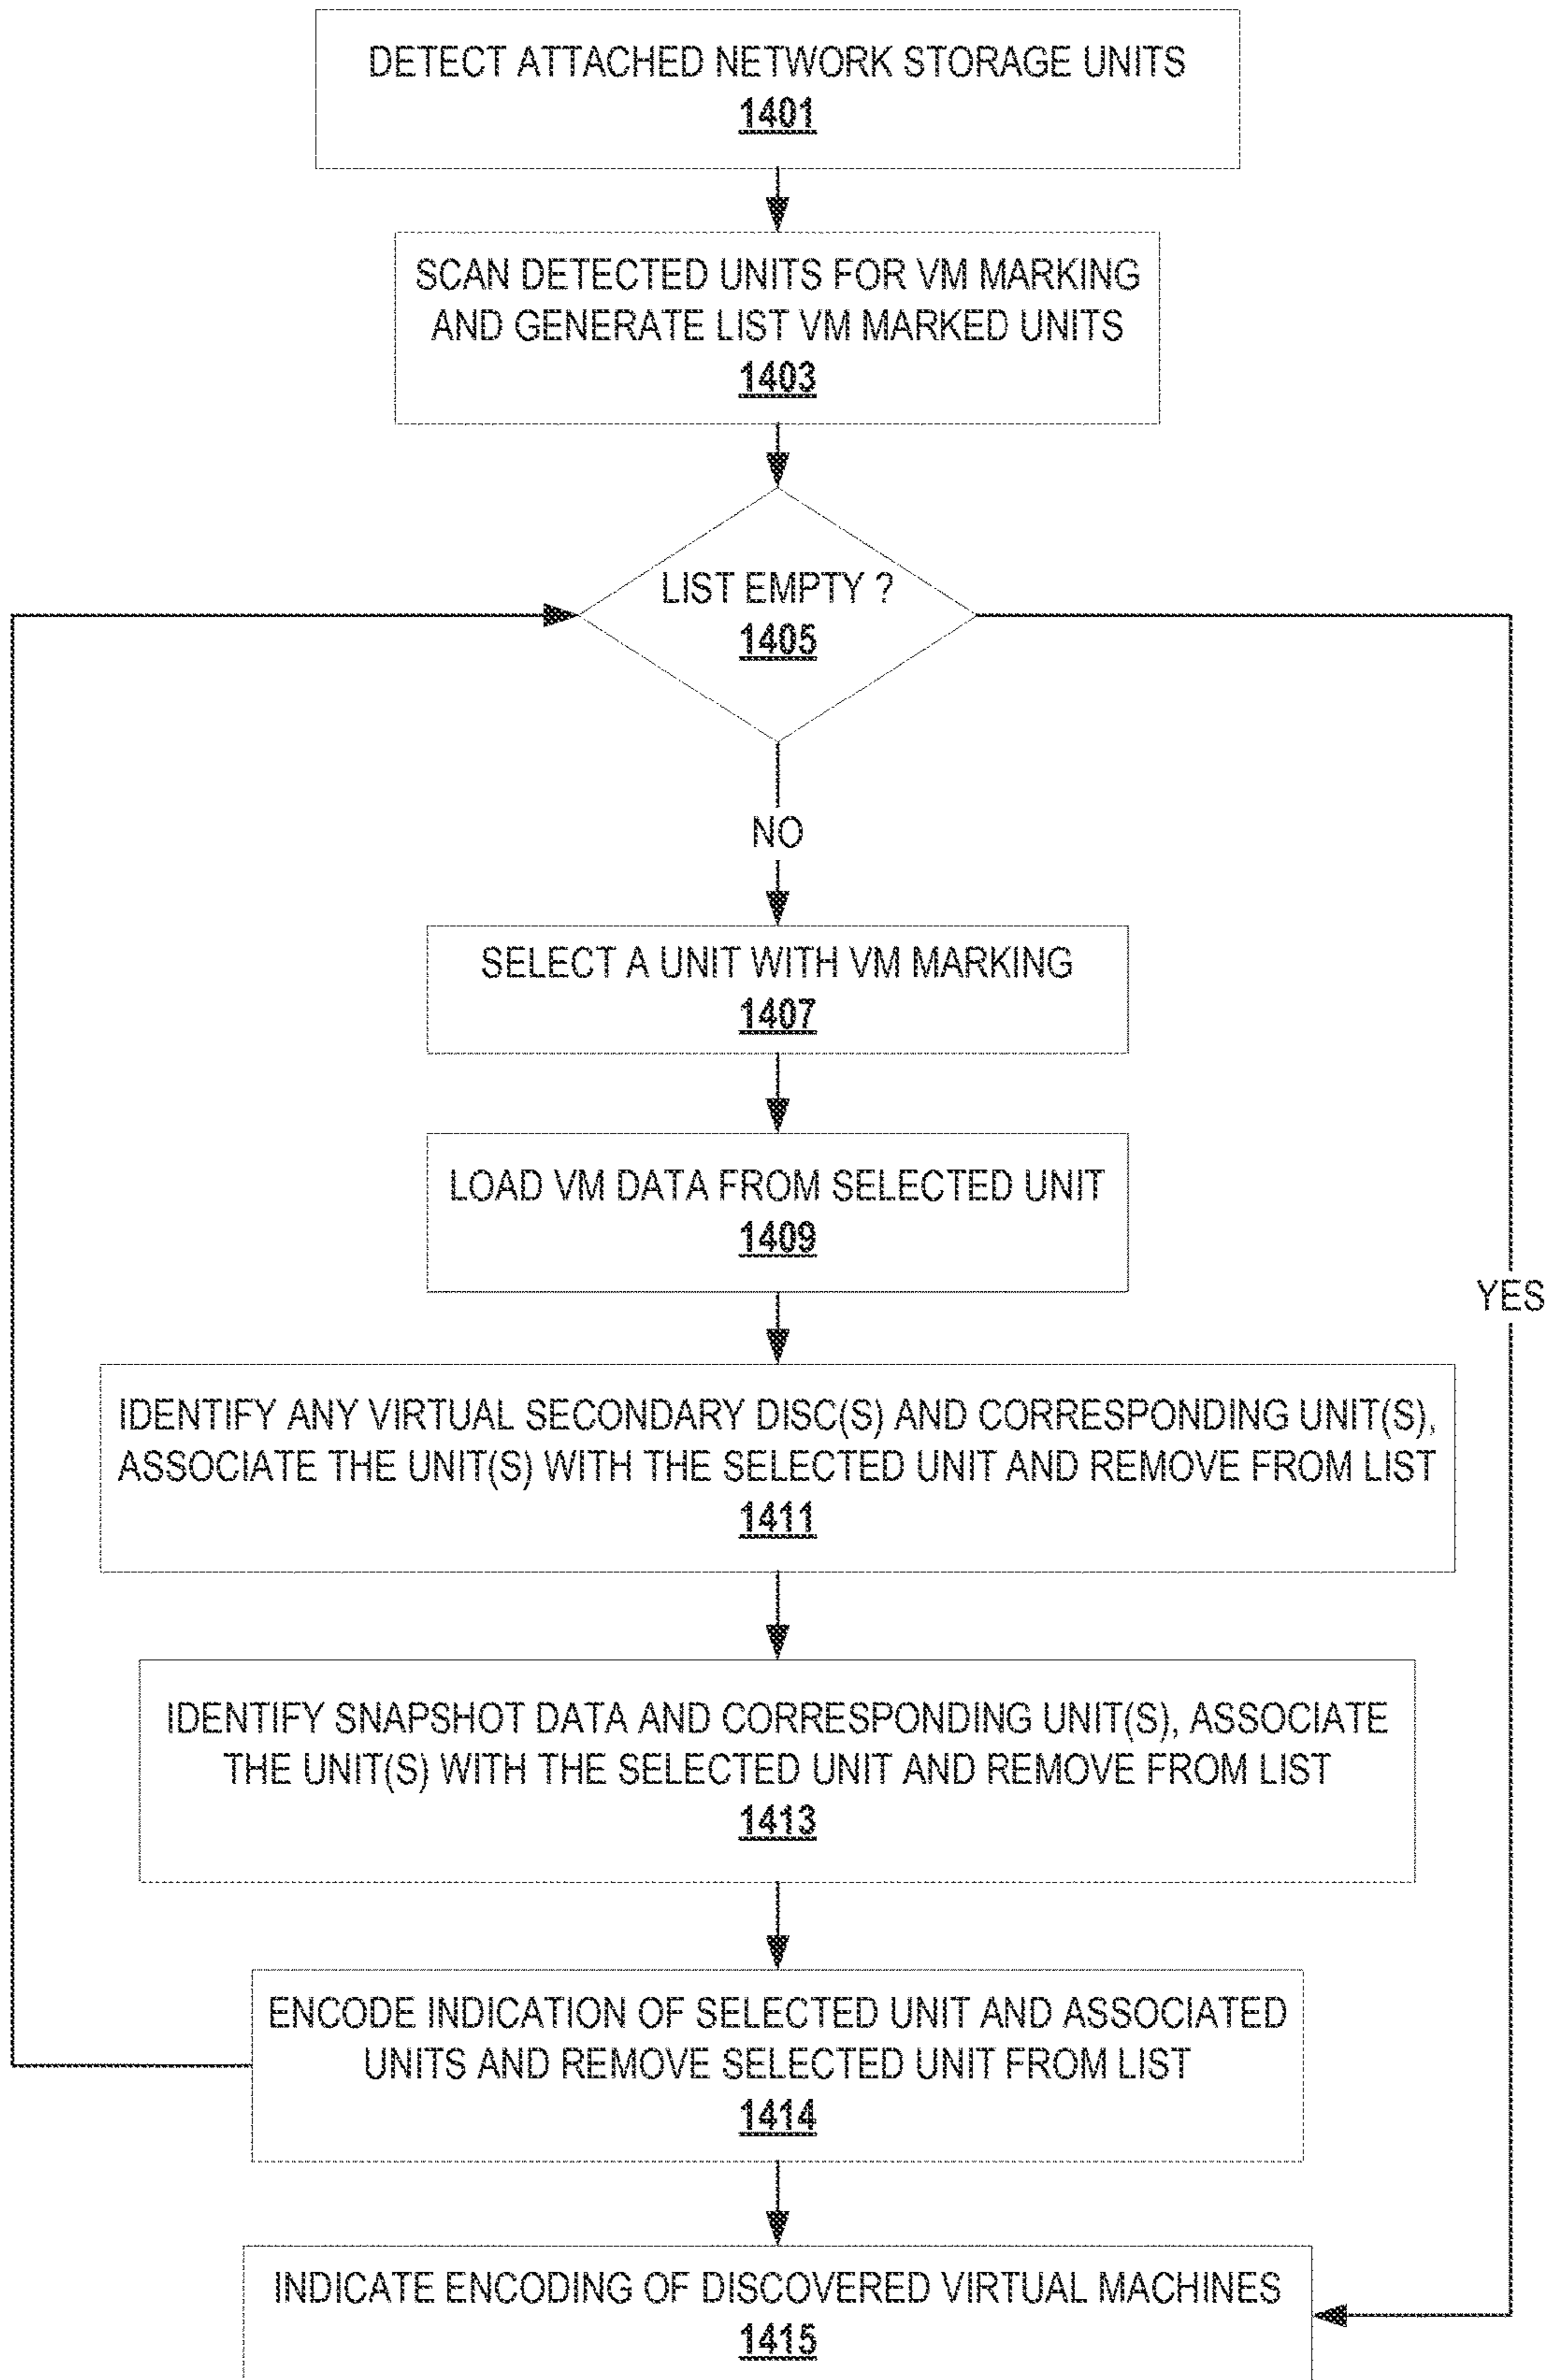 DETECT ATTACHED NETWORK STORAGE UNITS
1401
SCAN DETECTED UNITS FOR VM MARKING
AND GENERATE LIST VM MARKED UNITS
1403
LIST EMPTY ?
1405
NO
SELECT A UNIT WITH VM MARKING
1407
LOAD VM DATA FROM SELECTED UNIT
1409
YES
IDENTIFY ANY VIRTUAL SECONDARY DISC(S) AND CORRESPONDING UNIT(S),
ASSOCIATE THE UNIT(S) WITH THE SELECTED UNIT AND REMOVE FROM LIST
1411
IDENTIFY SNAPSHOT DATA AND CORRESPONDING UNIT(S), ASSOCIATE
THE UNIT(S) WITH THE SELECTED UNIT AND REMOVE FROM LIST
1413
ENCODE INDICATION OF SELECTED UNIT AND ASSOCIATED
UNITS AND REMOVE SELECTED UNIT FROM LIST
1414
INDICATE ENCODING OF DISCOVERED VIRTUAL MACHINES
1415